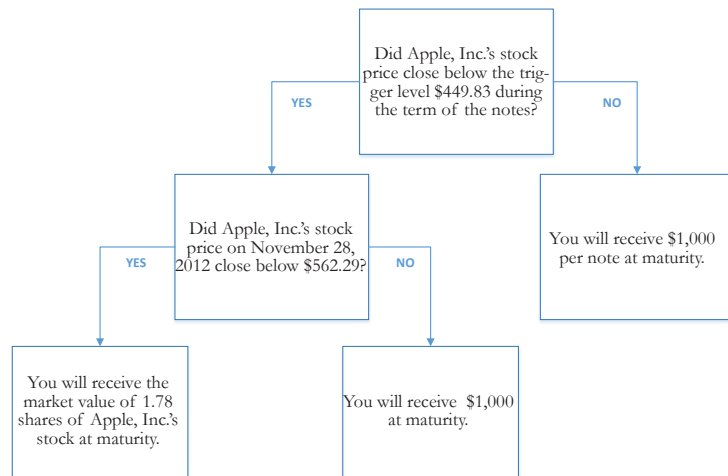 Did Apple, Inc.'s stock
price close below the trig-
ger level $449.83 during
the term of the notes?
YES
NO
Did Apple, Inc.'s stock
price on November 28,
2012 close below $562.29?
You will receive $1,000
per note at maturity.
YES
NO
You will receive the
market value of 1.78
shares of Apple, Inc.'s
stock at maturity.
You will receive $1,000
at maturity.